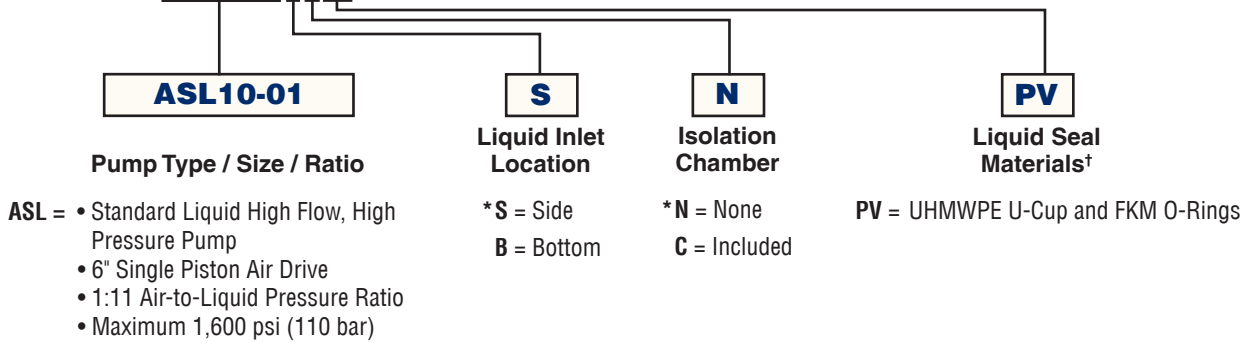 ASL10-01
S
N
PV
Pump Type / Size / Ratio
Liquid Inlet
Location
Isolation
Chamber
Liquid Seal
Materials†
ASL = • Standard Liquid High Flow, High
Pressure Pump
• 6" Single Piston Air Drive
• 1:11 Air-to-Liquid Pressure Ratio
• Maximum 1,600 psi (110 bar)
*S = Side
B = Bottom
*N = None
C = Included
PV = UHMWPE U-Cup and FKM O-Rings